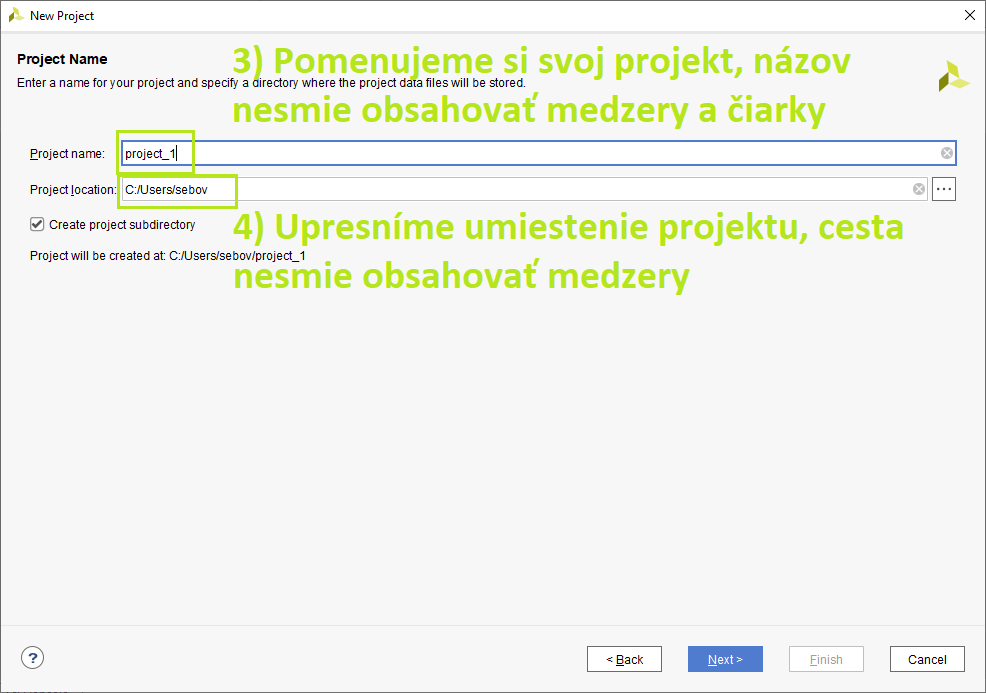 New Project
Project Name
3) Pomenujeme si svoj projekt, názov
Enter a name for your project and specify a directory where the project data files will be stored.
nesmie obsahovať medzery a čiarky
Project name: project_1
Project location: C:/Users/sebov ...
Create project subdirectory
4) Upresníme umiestenie projektu, cesta
Project will be created at: C:/Users/sebov/project_1
nesmie obsahovať medzery
? < Back Next > Finish Cancel